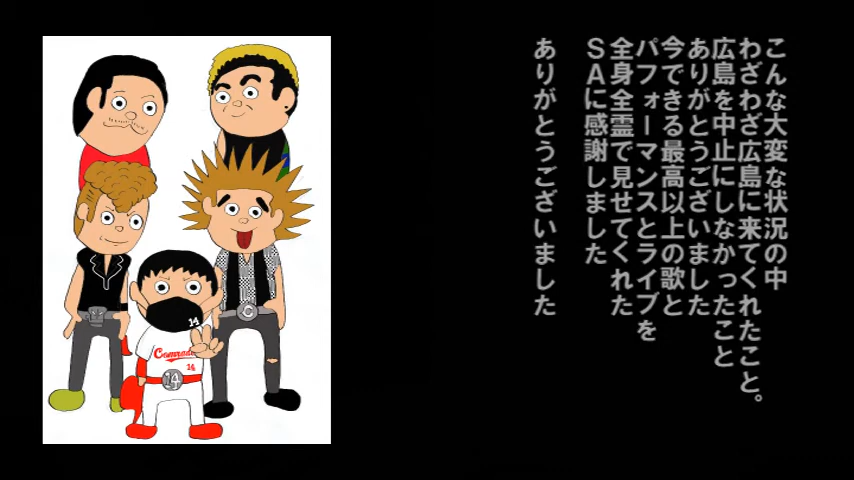 こんな大変な状況の中
わざわざ広島に来てくれたこと。
広島を中止にしなかったこと
ありがとうございました
今できる最高以上の歌と
パフォーマンスとライブを
全身全霊で見せてくれた
SAに感謝しました
ありがとうございました
14
Comrade
14
14